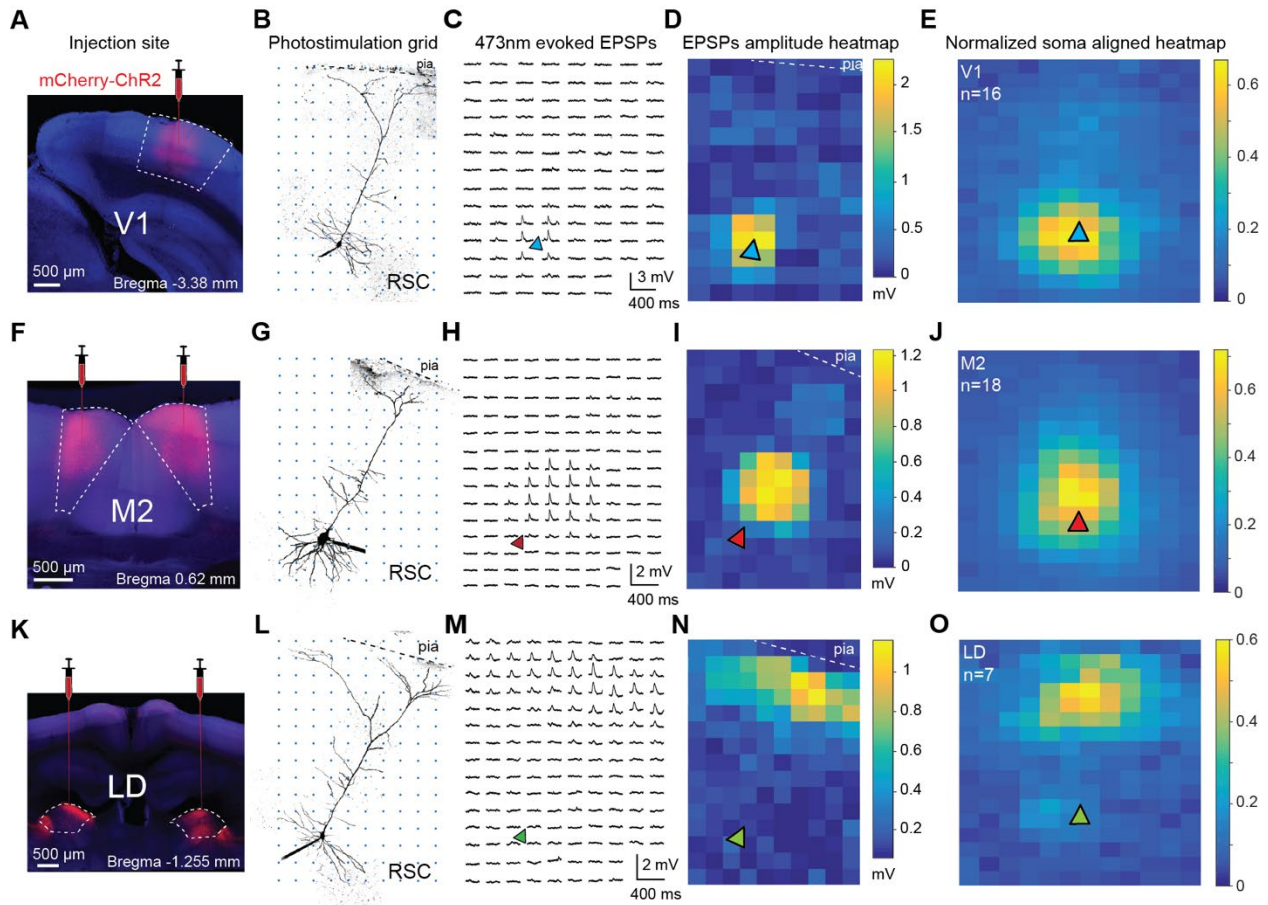 A
Injection site
mCherry-ChR2
V1
500 µm
Bregma -3.38 mm
B
Photostimulation grid
pia
RSC
C
473nm evoked EPSPs
3 mV
400 ms
D
EPSPs amplitude heatmap
pia
2
1.5
1
0.5
0
mV
E
Normalized soma aligned heatmap
V1
n=16
0.6
0.4
0.2
0
F
M2
500 µm
Bregma 0.62 mm
G
pia
RSC
H
2 mV
400 ms
I
pia
1.2
1
0.8
0.6
0.4
0.2
0
mV
J
M2
n=18
0.6
0.4
0.2
0
K
LD
500 µm
Bregma -1.255 mm
L
pia
RSC
M
2 mV
400 ms
N
pia
1
0.8
0.6
0.4
0.2
mV
O
LD
n=7
0.6
0.4
0.2
0